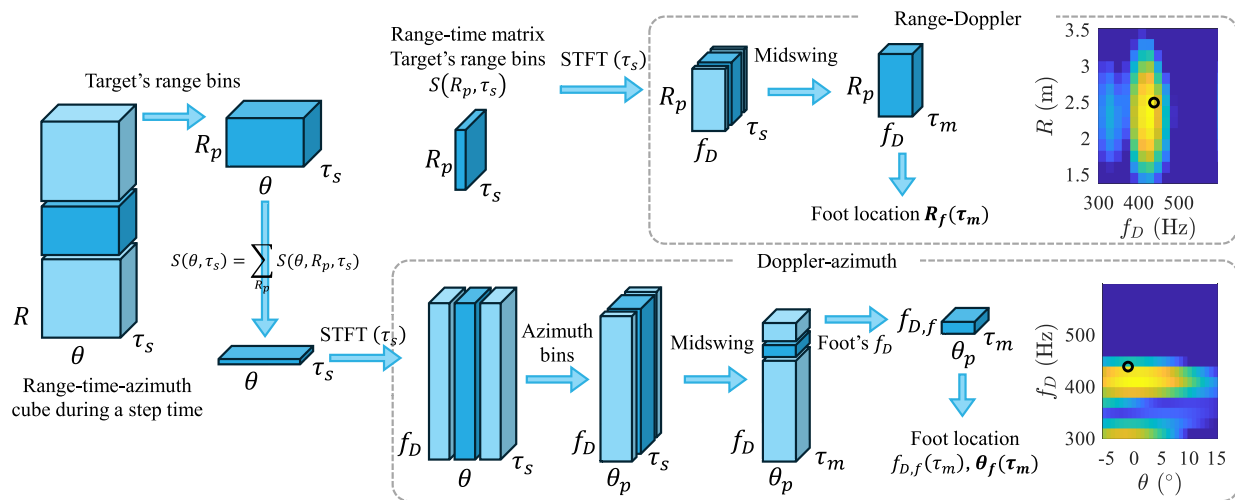 Target's range bins
R_p
θ
τ_s
R
θ
τ_s
Range-time-azimuth
cube during a step time
S(θ, τ_s) = ∑_{R_p} S(θ, R_p, τ_s)
θ
τ_s
STFT (τ_s)
Range-time matrix
Target's range bins
S(R_p, τ_s)
R_p
τ_s
STFT (τ_s)
Range-Doppler
R_p
f_D
τ_s
Midswing
R_p
f_D
τ_m
Foot location R_f(τ_m)
3.5
3
2.5
2
1.5
R (m)
300 400 500
f_D (Hz)
Doppler-azimuth
f_D
θ
τ_s
Azimuth
bins
f_D
θ_p
τ_s
Midswing
f_D
θ_p
τ_m
Foot's f_D
f_{D,f}
θ_p
τ_m
Foot location
f_{D,f}(τ_m), θ_f(τ_m)
500
400
300
f_D (Hz)
-5 0 5 10 15
θ (°)